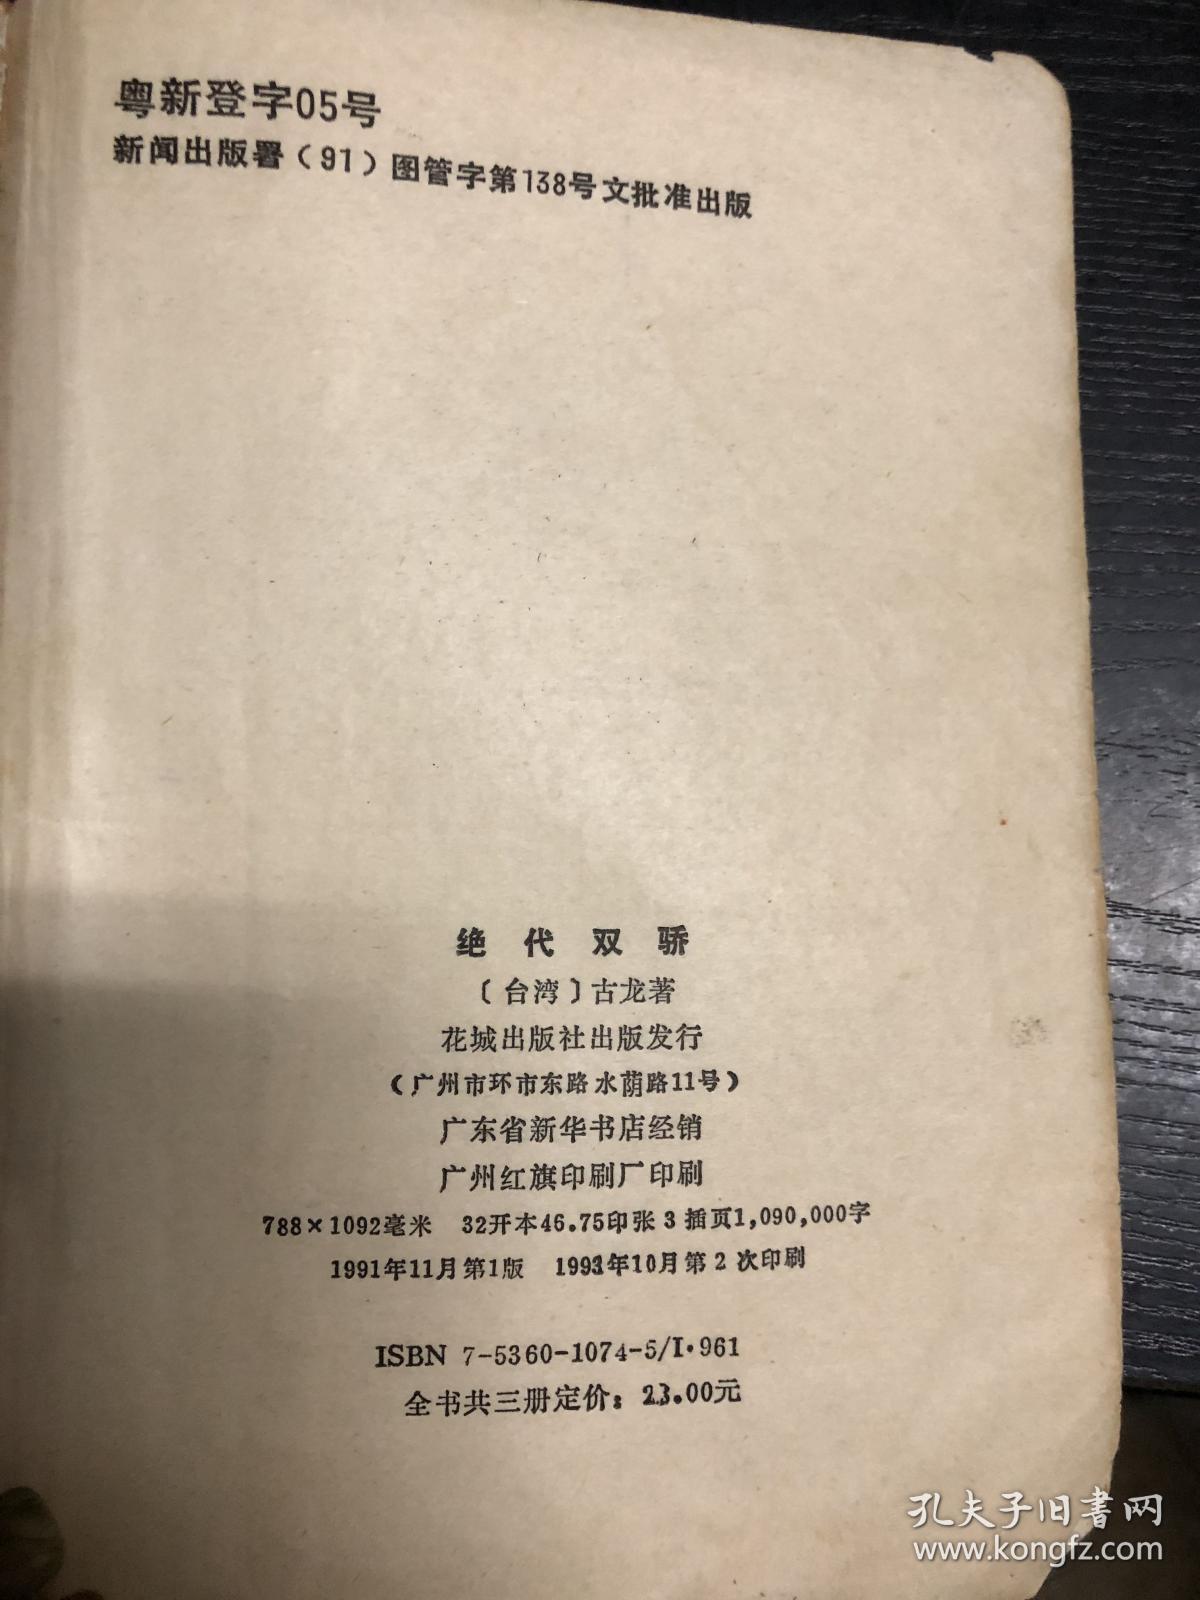 粤新登字05号
新闻出版署（91）图管字第138号文批准出版
绝代双骄
〔台湾〕古龙著
花城出版社出版发行
（广州市环市东路水荫路11号）
广东省新华书店经销
广州红旗印刷厂印刷
788×1092毫米 32开本46.75印张 3 插页1,090,000字
1991年11月第1版 1993年10月第 2 次印刷
ISBN 7-5360-1074-5/I·961
全书共三册定价：23.00元
孔夫子旧书网
www.kongfz.com